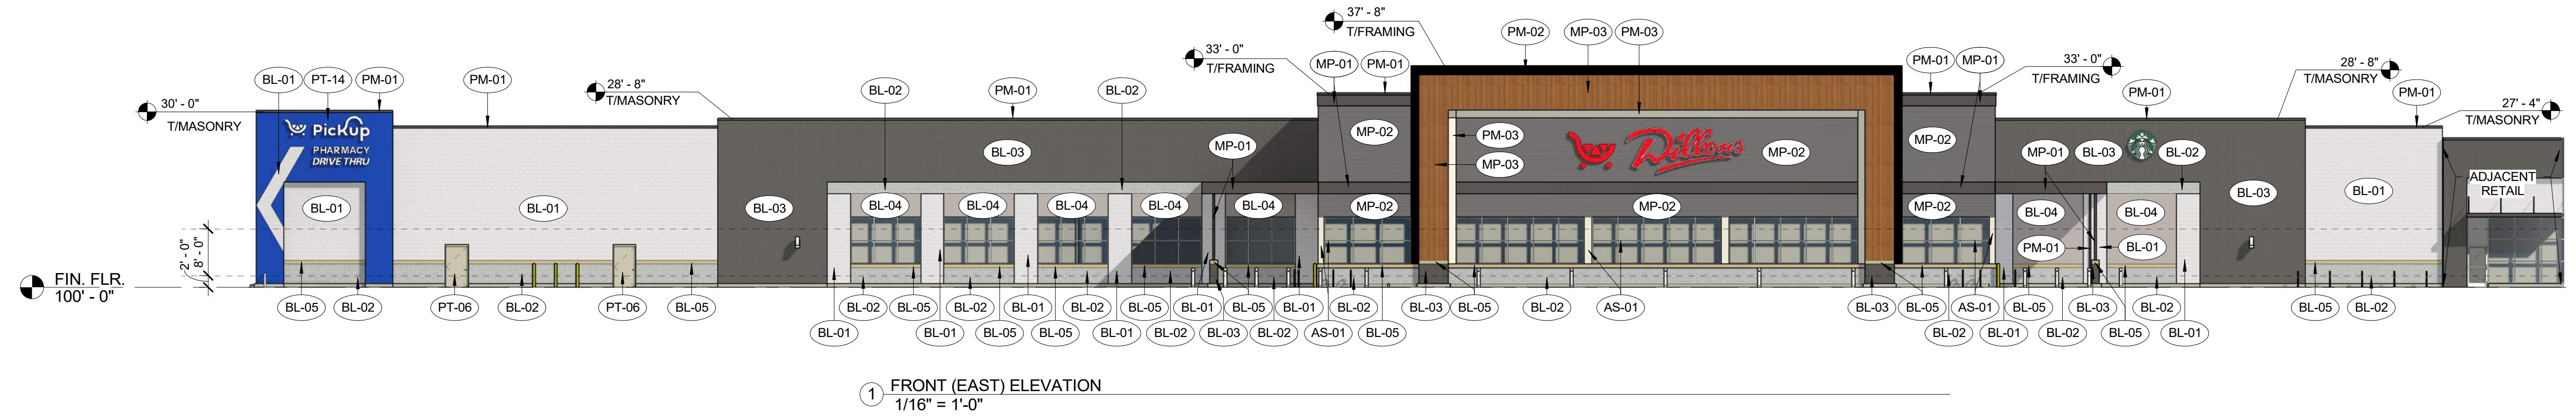 37' - 8"
T/FRAMING
PM-02 MP-03 PM-03
33' - 0"
T/FRAMING
MP-01 PM-01
PM-01 MP-01
33' - 0"
T/FRAMING
28' - 8"
T/MASONRY
BL-01 PT-14 PM-01
PM-01
28' - 8"
T/MASONRY
BL-02 PM-01 BL-02
PM-01
PM-01
30' - 0"
T/MASONRY
27' - 4"
T/MASONRY
PickUp
PHARMACY
DRIVE THRU
MP-02
PM-03
MP-03
Dillons
MP-02
MP-02
BL-03
MP-01
MP-01 BL-03 BL-02
ADJACENT
RETAIL
BL-01
BL-01
BL-03
BL-04 BL-04 BL-04 BL-05 BL-04
MP-02
MP-02
MP-02
BL-04
BL-04
BL-03
BL-01
PM-01
BL-01
2' - 0"
8' - 0"
FIN. FLR.
100' - 0"
BL-05 BL-02 PT-06 BL-02 PT-06 BL-05 BL-02 BL-05 BL-02 BL-01 BL-02 BL-05 BL-01 BL-05 BL-01 BL-02 BL-03 BL-05 BL-02 AS-01 BL-03 BL-05 AS-01 BL-05 BL-03 BL-02 BL-05 BL-02
BL-01 BL-01 BL-05 BL-05 BL-01 BL-02 BL-03 BL-02 AS-01 BL-05 BL-02 BL-01 BL-02 BL-05 BL-01
1 FRONT (EAST) ELEVATION
1/16" = 1'-0"